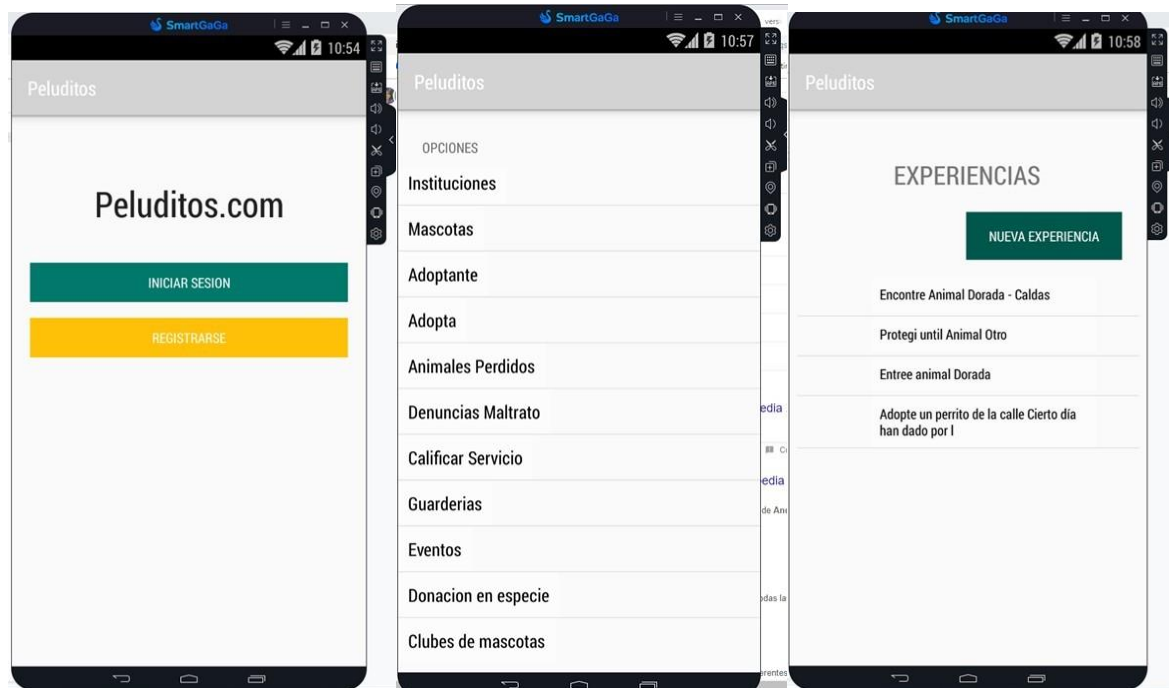 SmartGaGa
10:54
Peluditos
Peluditos.com
INICIAR SESION
REGISTRARSE
SmartGaGa
10:57
Peluditos
OPCIONES
Instituciones
Mascotas
Adoptante
Adopta
Animales Perdidos
Denuncias Maltrato
Calificar Servicio
Guarderias
Eventos
Donacion en especie
Clubes de mascotas
edia
edia
SmartGaGa
10:58
Peluditos
EXPERIENCIAS
NUEVA EXPERIENCIA
Encontre Animal Dorada - Caldas
Protegi until Animal Otro
Entree animal Dorada
Adopte un perrito de la calle Cierto día
han dado por l